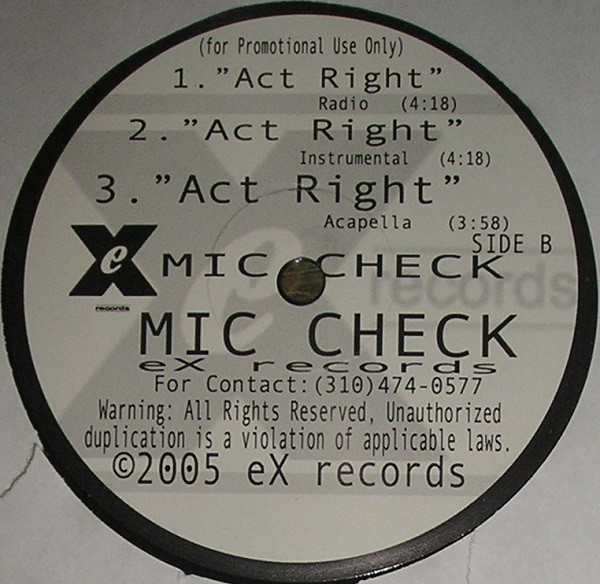 (for Promotional Use Only)
1."Act Right"
Radio (4:18)
2."Act Right"
Instrumental (4:18)
3."Act Right"
Acapella (3:58)
SIDE B
e X
records
MIC CHECK
records
MIC CHECK
eX records
For Contact:(310)474-0577
Warning: All Rights Reserved, Unauthorized
duplication is a violation of applicable laws.
©2005 eX records